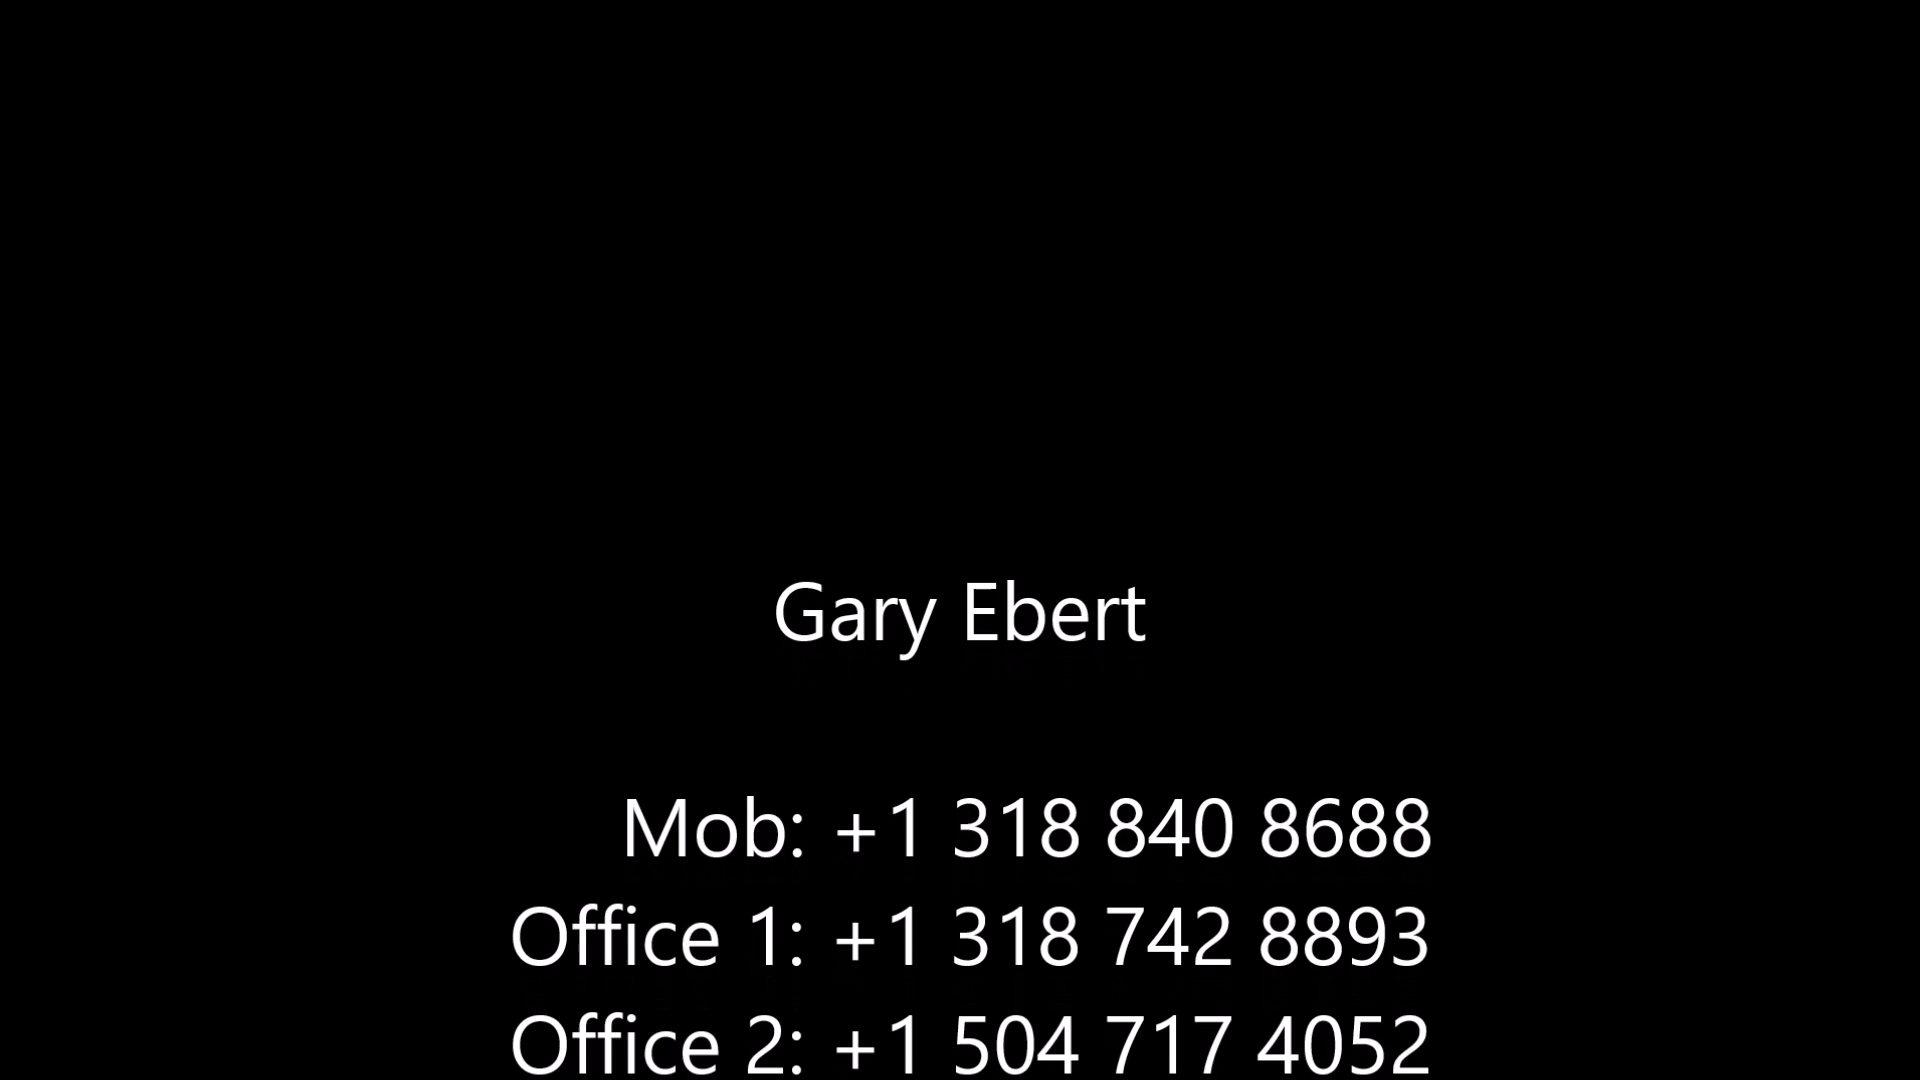 Gary Ebert
Mob: +1 318 840 8688
Office 1: +1 318 742 8893
Office 2: +1 504 717 4052